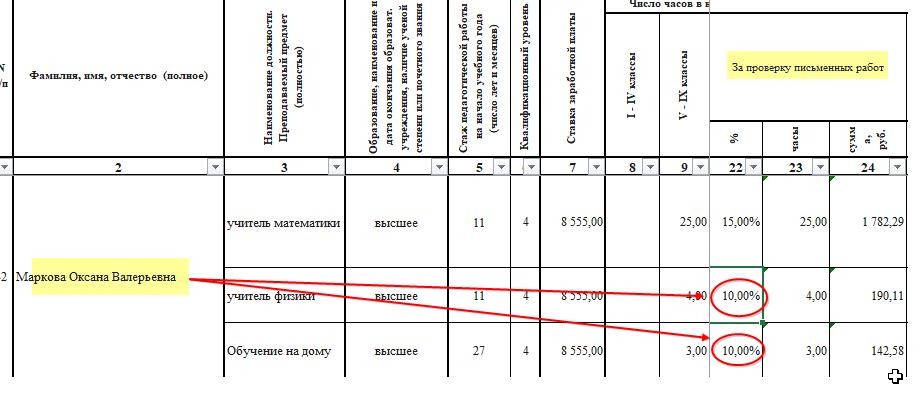 Число часов в н
N
/п
Фамилия, имя, отчество (полное)
Наименование должности.
Преподаваемый предмет
(полностью)
Образование, наименование и
дата окончания образоват.
учреждения, наличие ученой
степени или почетного звания
Стаж педагогической работы
на начало учебного года
(число лет и месяцев)
Квалификационный уровень
Ставка заработной платы
I - IV классы
V - IX классы
За проверку письменных работ
%
часы
сумм
а,
руб.
2 3 4 5 7 8 9 22 23 24
учитель математики высшее 11 4 8 555,00 25,00 15,00% 25,00 1 782,29
2 Маркова Оксана Валерьевна
учитель физики высшее 11 4 8 555,00 4,00 10,00% 4,00 190,11
Обучение на дому высшее 27 4 8 555,00 3,00 10,00% 3,00 142,58